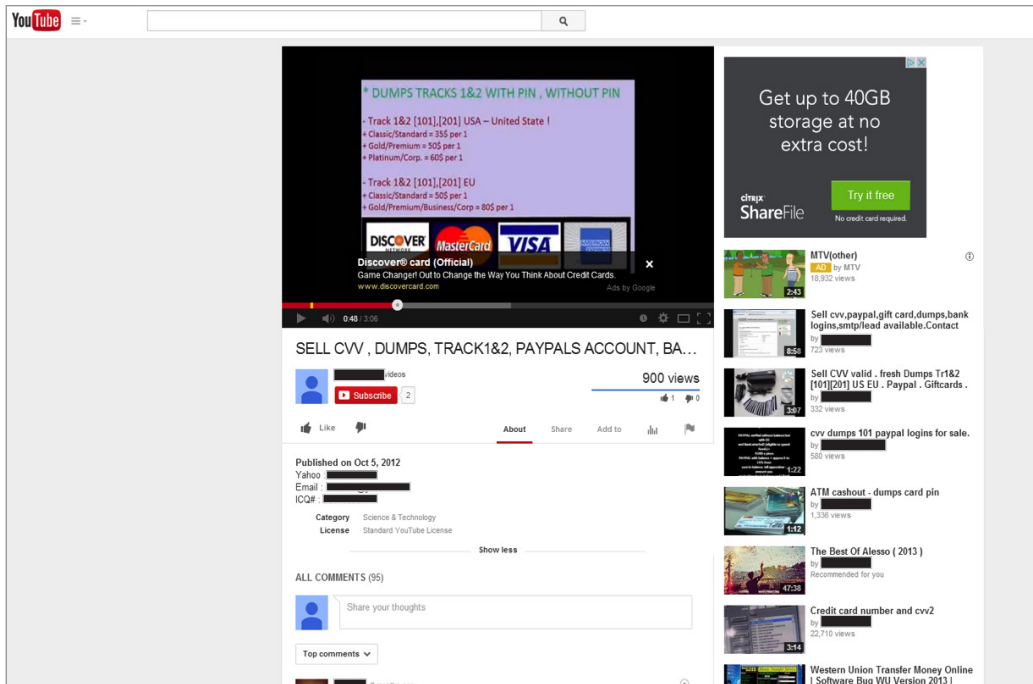 YouTube
* DUMPS TRACKS 1&2 WITH PIN , WITHOUT PIN
- Track 1&2 [101],[201] USA – United State !
+ Classic/Standard = 35$ per 1
+ Gold/Premium = 50$ per 1
+ Platinum/Corp. = 60$ per 1
- Track 1&2 [101],[201] EU
+ Classic/Standard = 50$ per 1
+ Gold/Premium/Business/Corp = 80$ per 1
DISCOVER
NETWORK
MasterCard
VISA
Discover® card (Official)
Game Changer! Out to Change the Way You Think About Credit Cards.
www.discovercard.com
Ads by Google
0:48 / 3:06
SELL CVV , DUMPS, TRACK1&2, PAYPALS ACCOUNT, BA...
videos
Subscribe
2
900 views
1
0
Like
About
Share
Add to
Published on Oct 5, 2012
Yahoo :
Email :
ICQ# :
Category Science & Technology
License Standard YouTube License
Show less
ALL COMMENTS (95)
Share your thoughts
Top comments
Get up to 40GB
storage at no
extra cost!
CITRIX
ShareFile
Try it free
No credit card required.
MTV(other)
AD by MTV
18,932 views
2:43
Sell cvv,paypal,gift card,dumps,bank
logins,smtp/lead available.Contact
by
723 views
8:58
Sell CVV valid . fresh Dumps Tr1&2
[101][201] US EU . Paypal . Giftcards .
by
332 views
3:07
cvv dumps 101 paypal logins for sale.
by
580 views
1:22
ATM cashout - dumps card pin
by
1,336 views
1:12
The Best Of Alesso ( 2013 )
by
Recommended for you
47:38
Credit card number and cvv2
by
22,710 views
3:14
Western Union Transfer Money Online
| Software Bug WU Version 2013 |